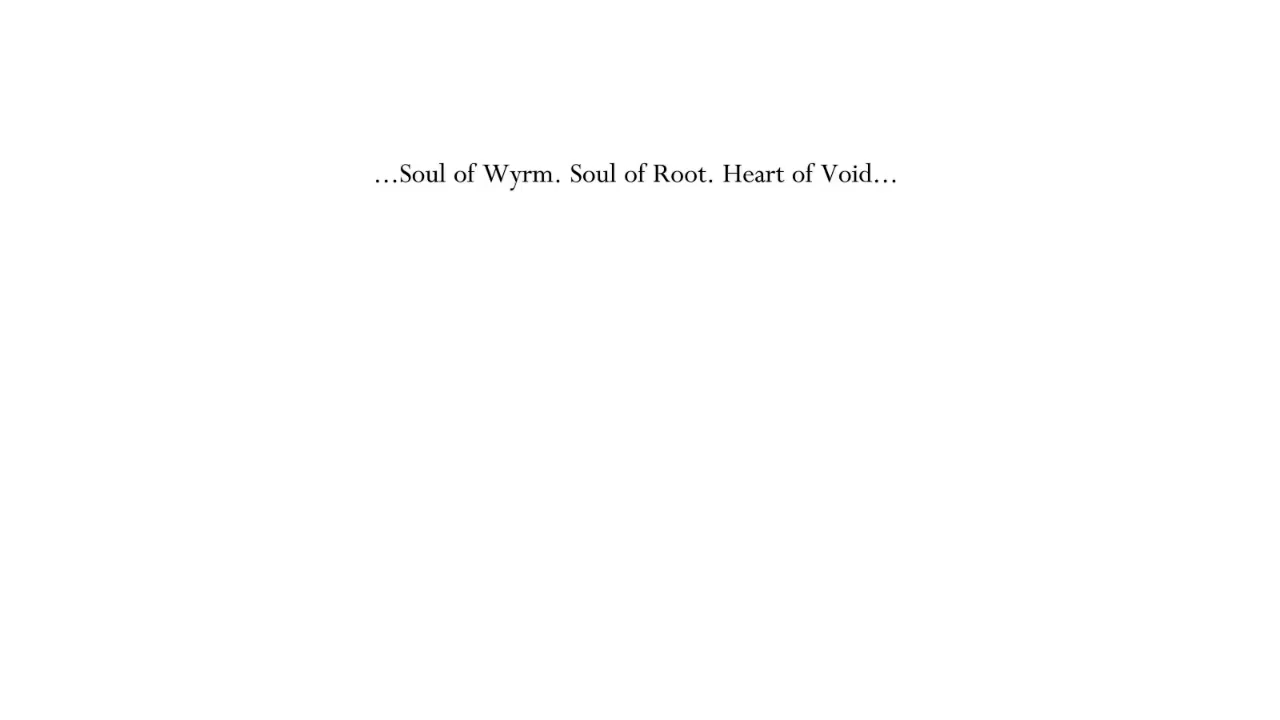 …Soul of Wyrm. Soul of Root. Heart of Void…